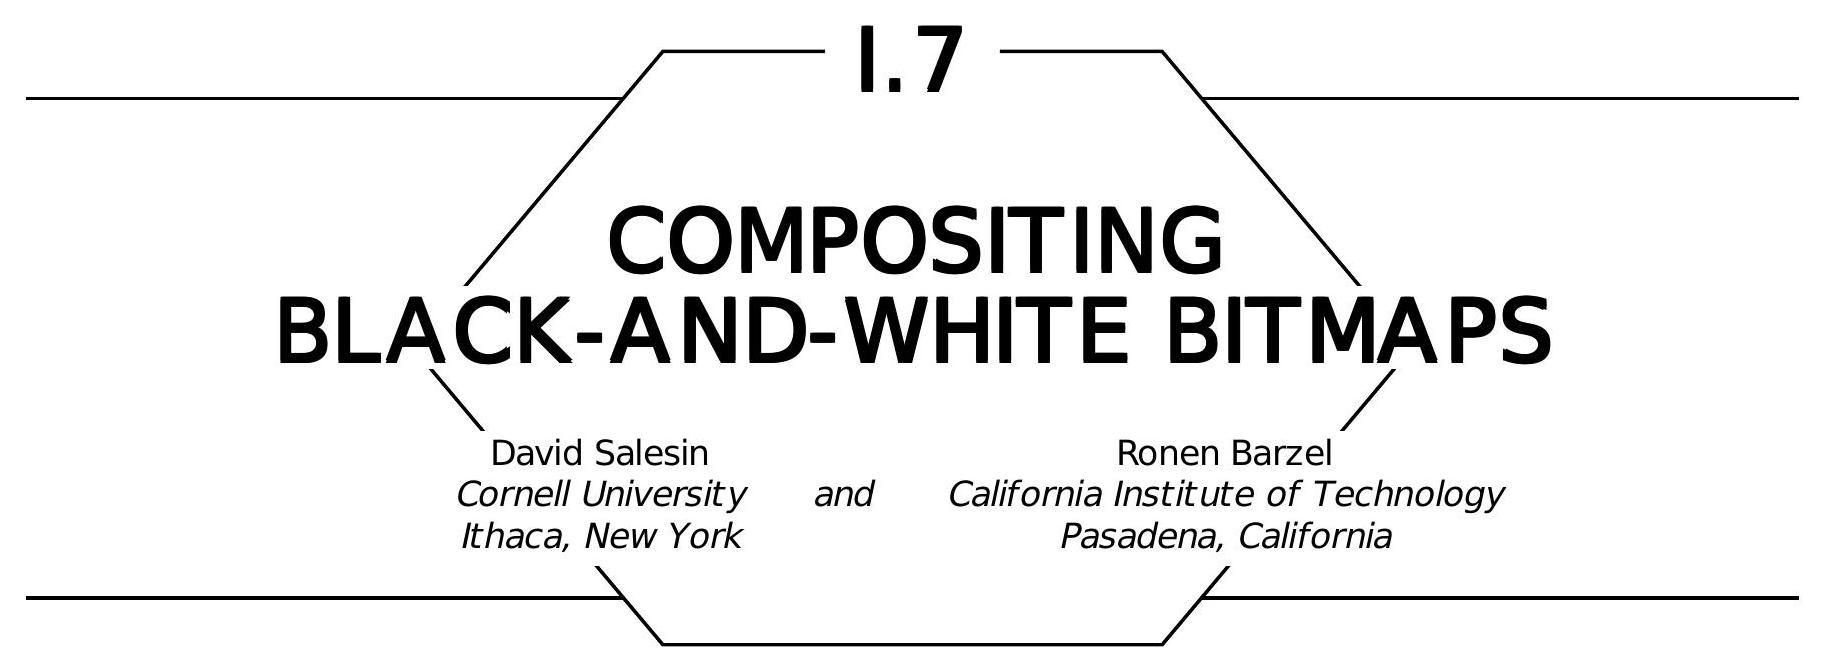 I.7
COMPOSITING
BLACK-AND-WHITE BITMAPS
David Salesin
Cornell University
Ithaca, New York
and
Ronen Barzel
California Institute of Technology
Pasadena, California